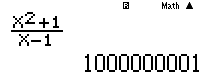 R Math ▲
x²+1
x-1
1000000001